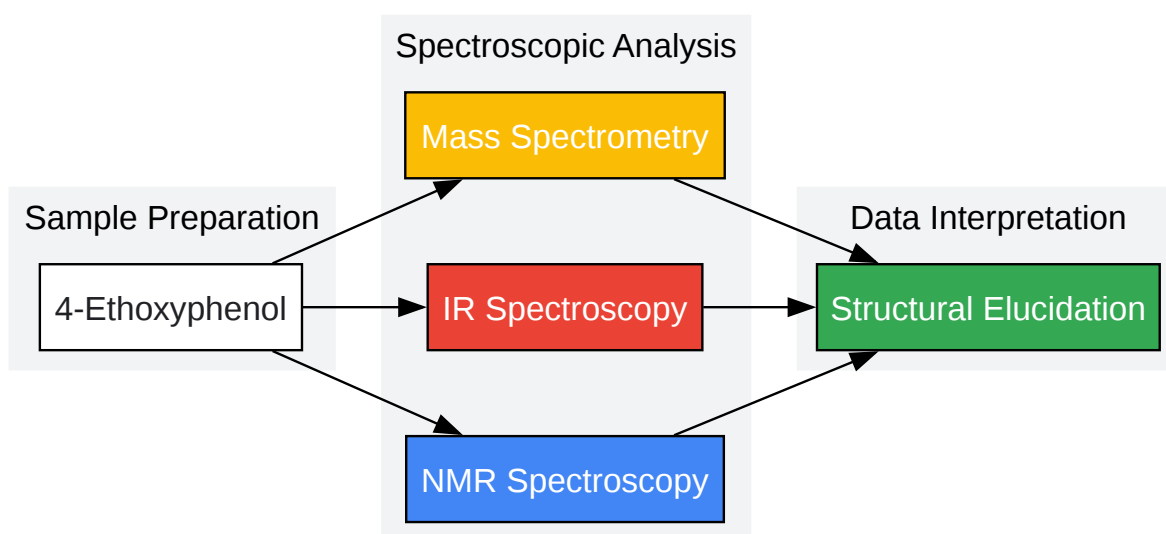 Sample Preparation
4-Ethoxyphenol
Spectroscopic Analysis
Mass Spectrometry
IR Spectroscopy
NMR Spectroscopy
Data Interpretation
Structural Elucidation